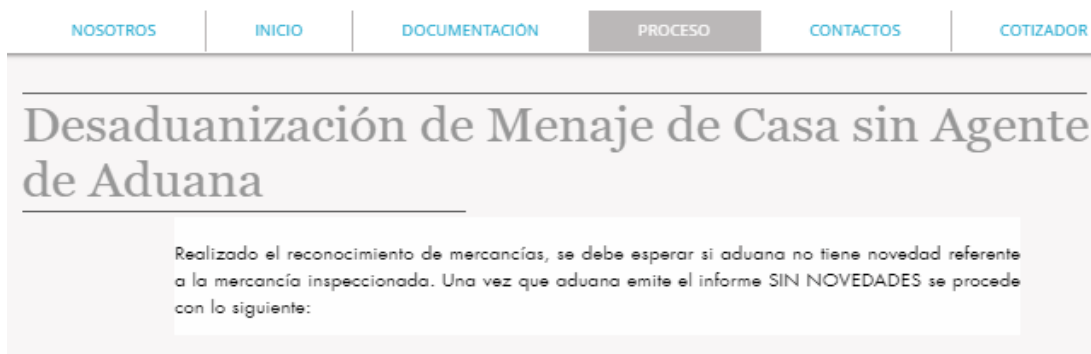 NOSOTROS INICIO DOCUMENTACIÓN PROCESO CONTACTOS COTIZADOR
Desaduanización de Menaje de Casa sin Agente
de Aduana
Realizado el reconocimiento de mercancías, se debe esperar si aduana no tiene novedad referente
a la mercancía inspeccionada. Una vez que aduana emite el informe SIN NOVEDADES se procede
con lo siguiente: